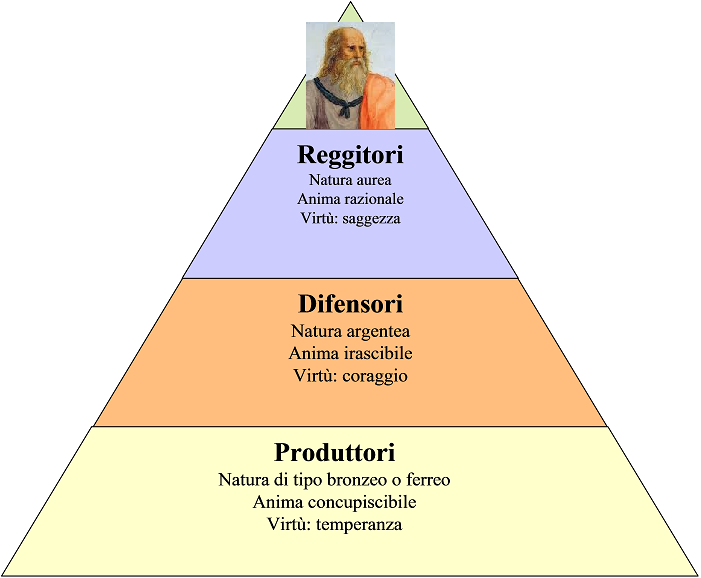 Reggitori
Natura aurea
Anima razionale
Virtù: saggezza
Difensori
Natura argentea
Anima irascibile
Virtù: coraggio
Produttori
Natura di tipo bronzeo o ferreo
Anima concupiscibile
Virtù: temperanza